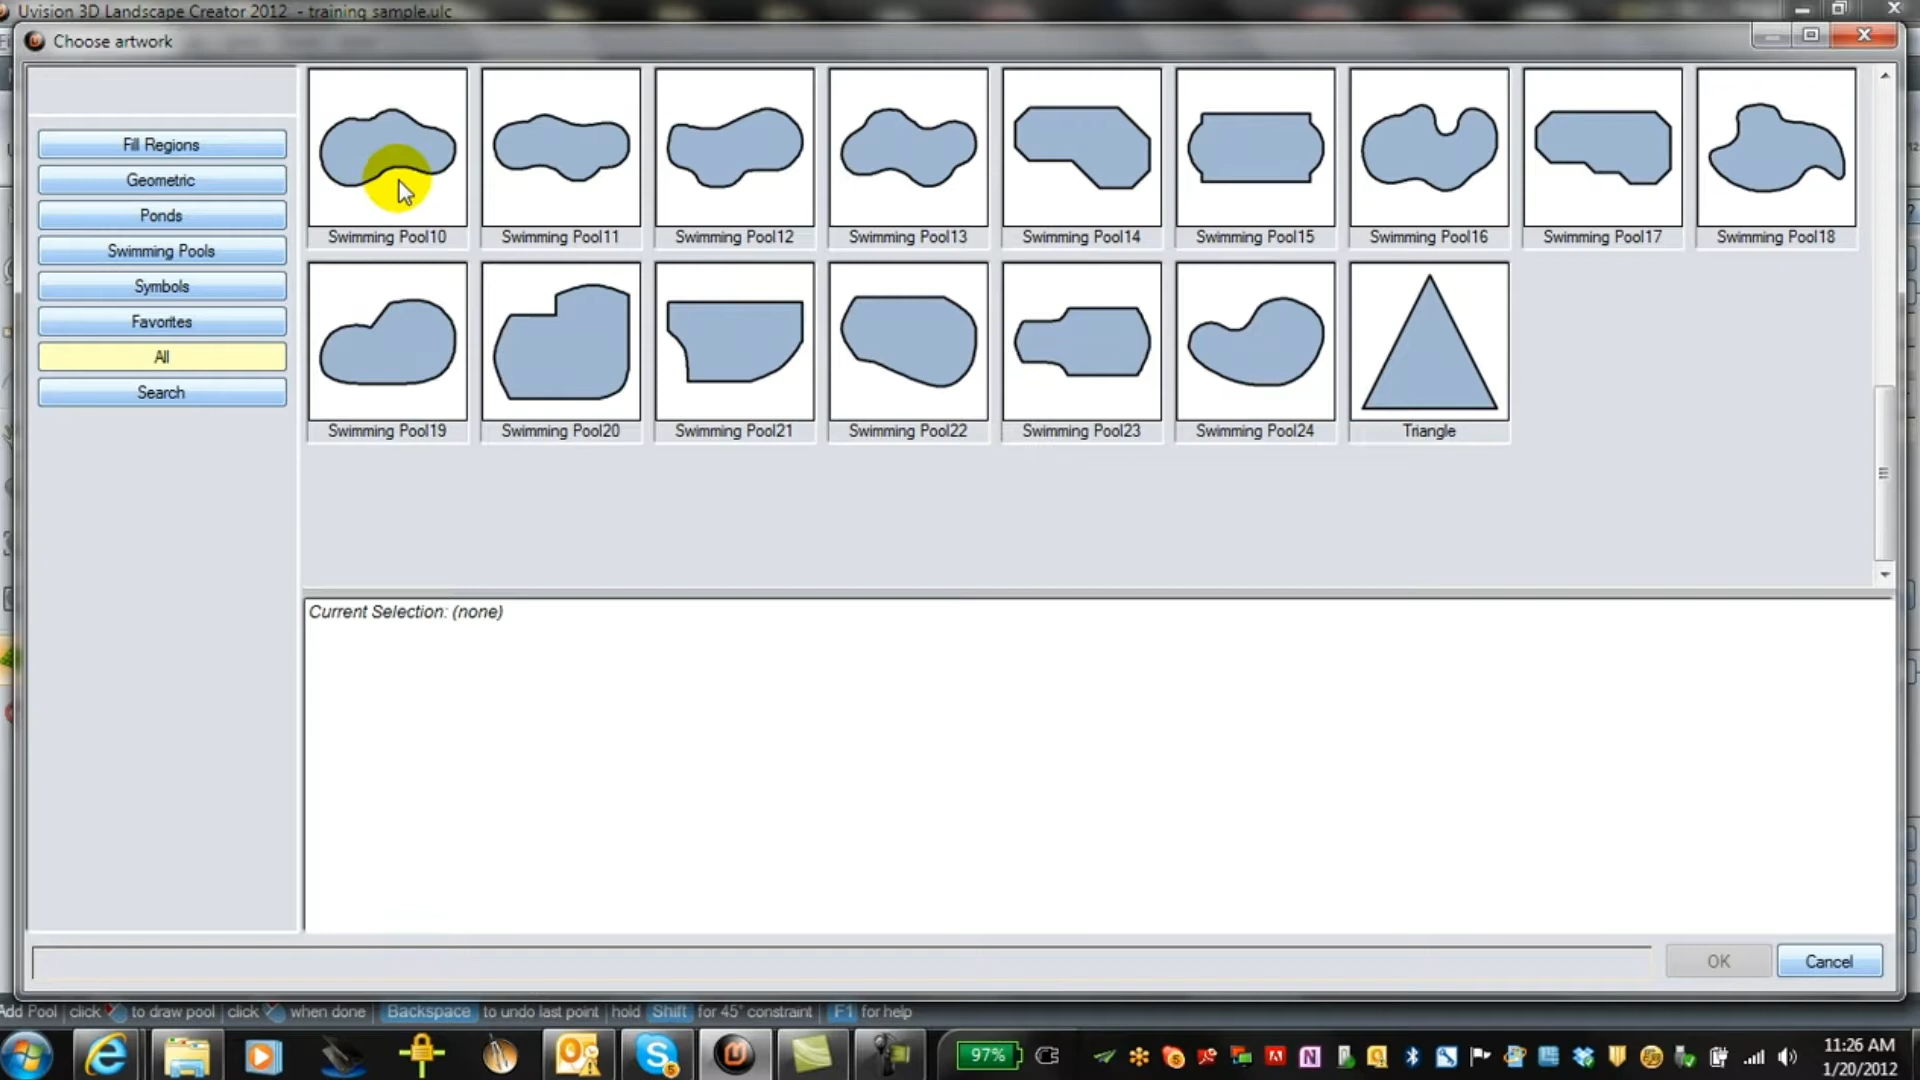 Uvision 3D Landscape Creator 2012 - training sample.ulc
Choose artwork
Fill Regions
Geometric
Ponds
Swimming Pools
Symbols
Favorites
All
Search
Swimming Pool10
Swimming Pool11
Swimming Pool12
Swimming Pool13
Swimming Pool14
Swimming Pool15
Swimming Pool16
Swimming Pool17
Swimming Pool18
Swimming Pool19
Swimming Pool20
Swimming Pool21
Swimming Pool22
Swimming Pool23
Swimming Pool24
Triangle
Current Selection: (none)
OK
Cancel
Add Pool click to draw pool click when done Backspace to undo last point hold Shift for 45° constraint F1 for help
97%
11:26 AM
1/20/2012